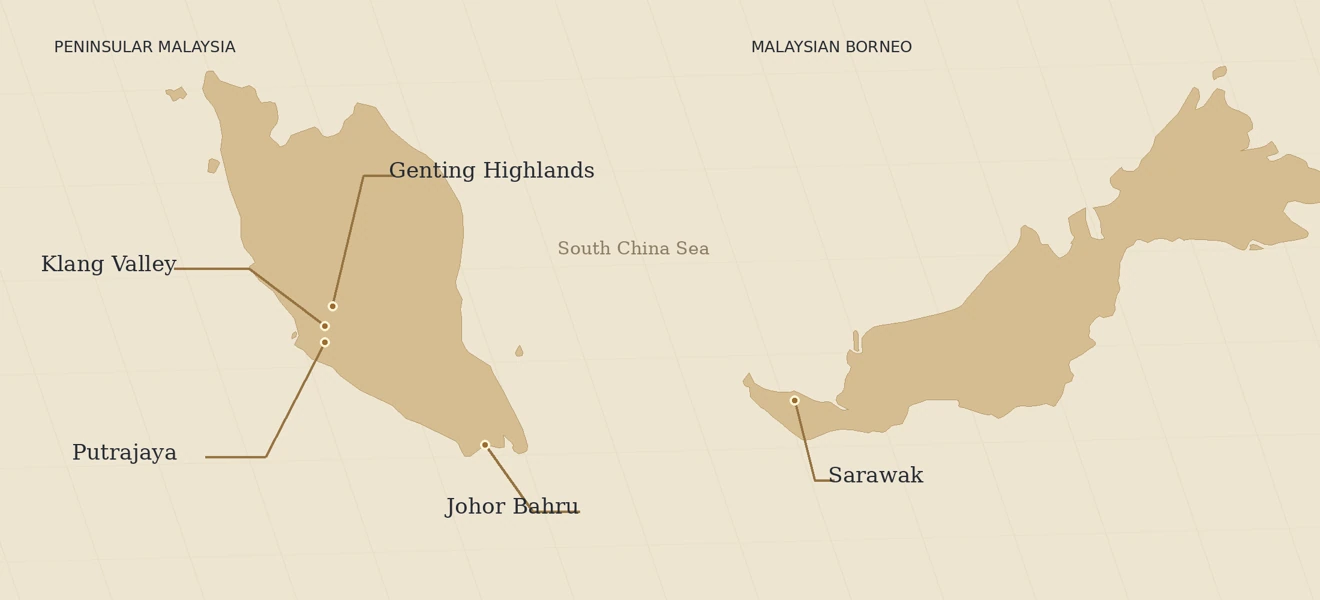 PENINSULAR MALAYSIA
MALAYSIAN BORNEO
Genting Highlands
South China Sea
Klang Valley
Putrajaya
Sarawak
Johor Bahru